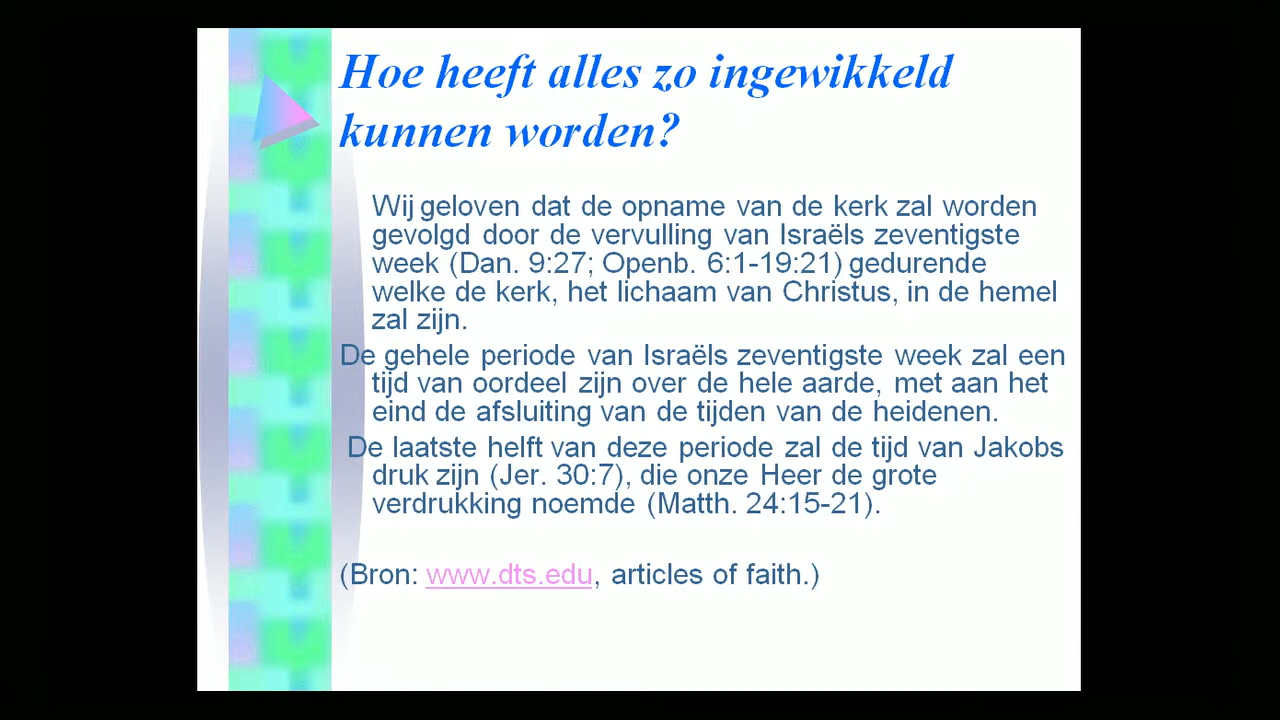 Hoe heeft alles zo ingewikkeld
kunnen worden?
Wij geloven dat de opname van de kerk zal worden
gevolgd door de vervulling van Israëls zeventigste
week (Dan. 9:27; Openb. 6:1-19:21) gedurende
welke de kerk, het lichaam van Christus, in de hemel
zal zijn.
De gehele periode van Israëls zeventigste week zal een
tijd van oordeel zijn over de hele aarde, met aan het
eind de afsluiting van de tijden van de heidenen.
De laatste helft van deze periode zal de tijd van Jakobs
druk zijn (Jer. 30:7), die onze Heer de grote
verdrukking noemde (Matth. 24:15-21).
(Bron: www.dts.edu, articles of faith.)